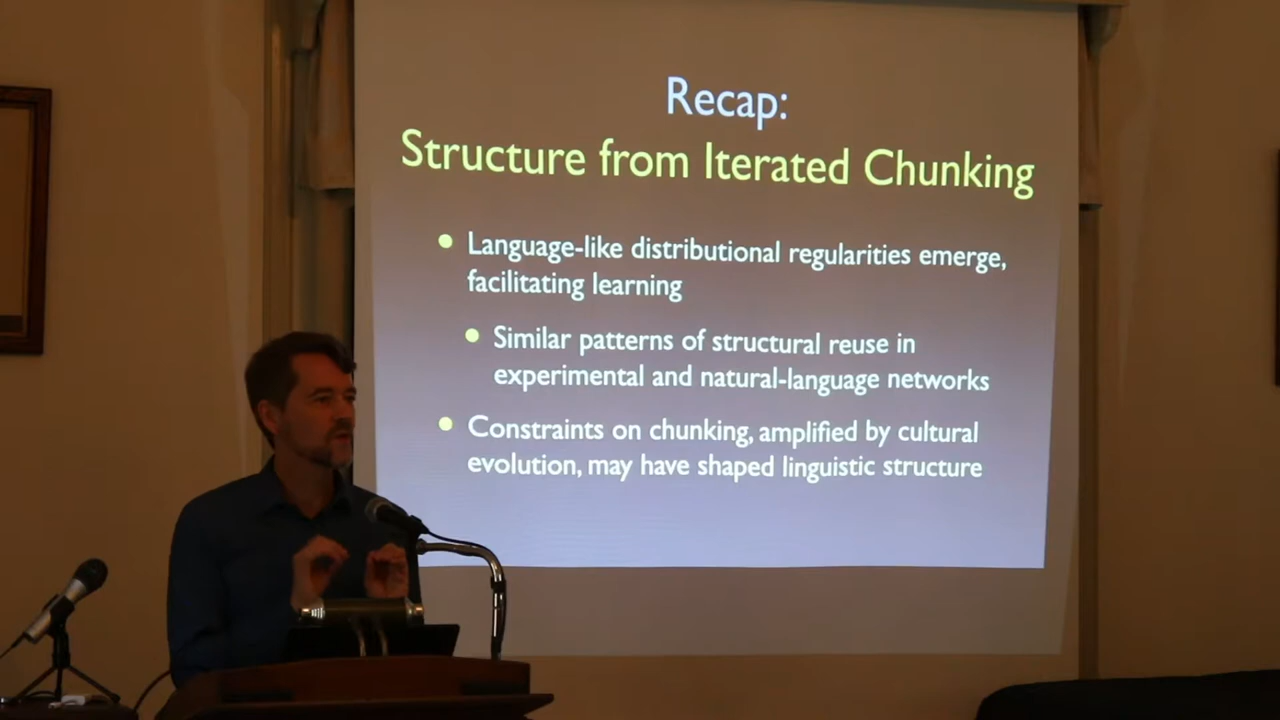 Recap:
Structure from Iterated Chunking
Language-like distributional regularities emerge,
facilitating learning
Similar patterns of structural reuse in
experimental and natural-language networks
Constraints on chunking, amplified by cultural
evolution, may have shaped linguistic structure